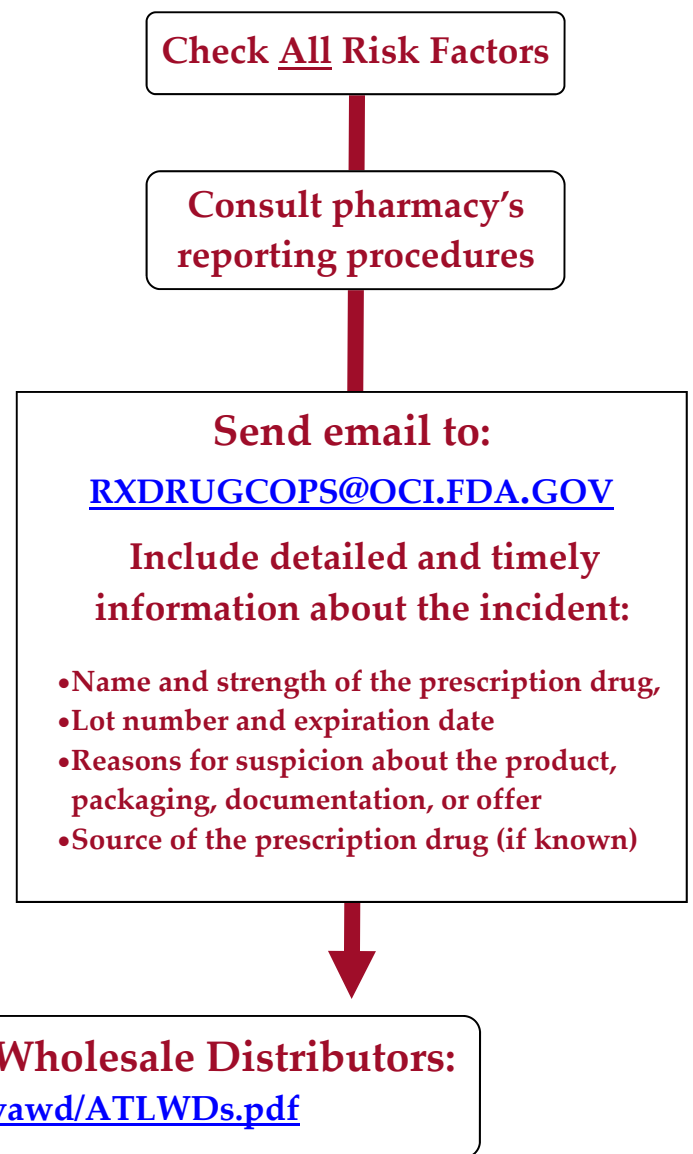 Check All Risk Factors
Consult pharmacy's
reporting procedures
Send email to:
RXDRUGCOPS@OCI.FDA.GOV
Include detailed and timely
information about the incident:
•Name and strength of the prescription drug,
•Lot number and expiration date
•Reasons for suspicion about the product,
packaging, documentation, or offer
•Source of the prescription drug (if known)
Wholesale Distributors:
vawd/ATLWDs.pdf